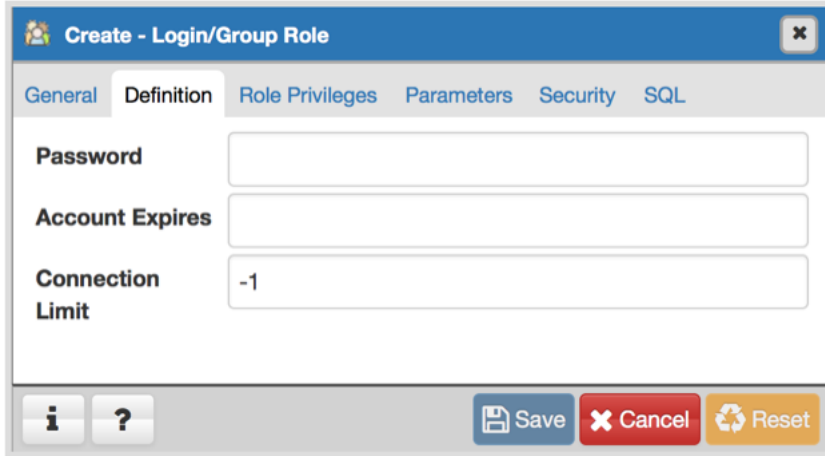 Create - Login/Group Role
General Definition Role Privileges Parameters Security SQL
Password
Account Expires
Connection
Limit
-1
i ? Save Cancel Reset